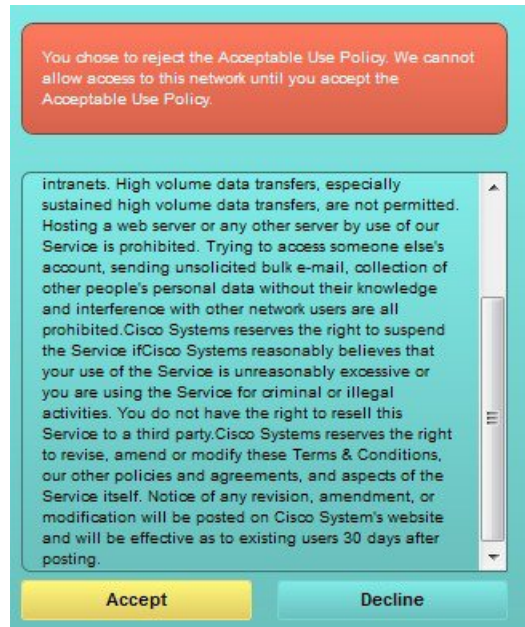 You chose to reject the Acceptable Use Policy. We cannot
allow access to this network until you accept the
Acceptable Use Policy.
intranets. High volume data transfers, especially
sustained high volume data transfers, are not permitted.
Hosting a web server or any other server by use of our
Service is prohibited. Trying to access someone else's
account, sending unsolicited bulk e-mail, collection of
other people's personal data without their knowledge
and interference with other network users are all
prohibited.Cisco Systems reserves the right to suspend
the Service ifCisco Systems reasonably believes that
your use of the Service is unreasonably excessive or
you are using the Service for criminal or illegal
activities. You do not have the right to resell this
Service to a third party.Cisco Systems reserves the right
to revise, amend or modify these Terms & Conditions,
our other policies and agreements, and aspects of the
Service itself. Notice of any revision, amendment, or
modification will be posted on Cisco System's website
and will be effective as to existing users 30 days after
posting.
Accept
Decline